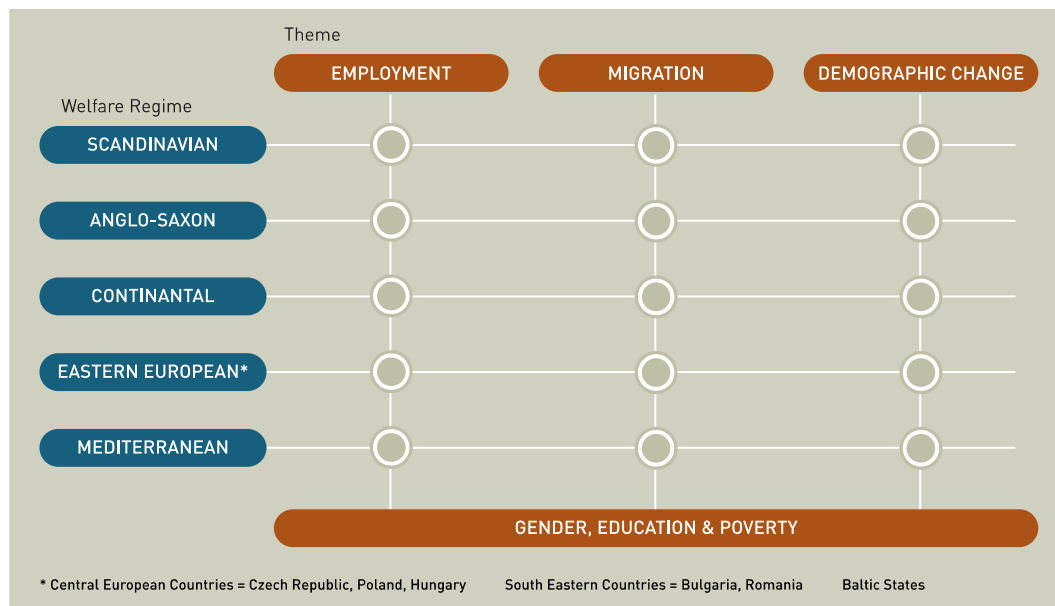 Theme
EMPLOYMENT MIGRATION DEMOGRAPHIC CHANGE
Welfare Regime
SCANDINAVIAN
ANGLO-SAXON
CONTINANTAL
EASTERN EUROPEAN*
MEDITERRANEAN
GENDER, EDUCATION & POVERTY
* Central European Countries = Czech Republic, Poland, Hungary South Eastern Countries = Bulgaria, Romania Baltic States